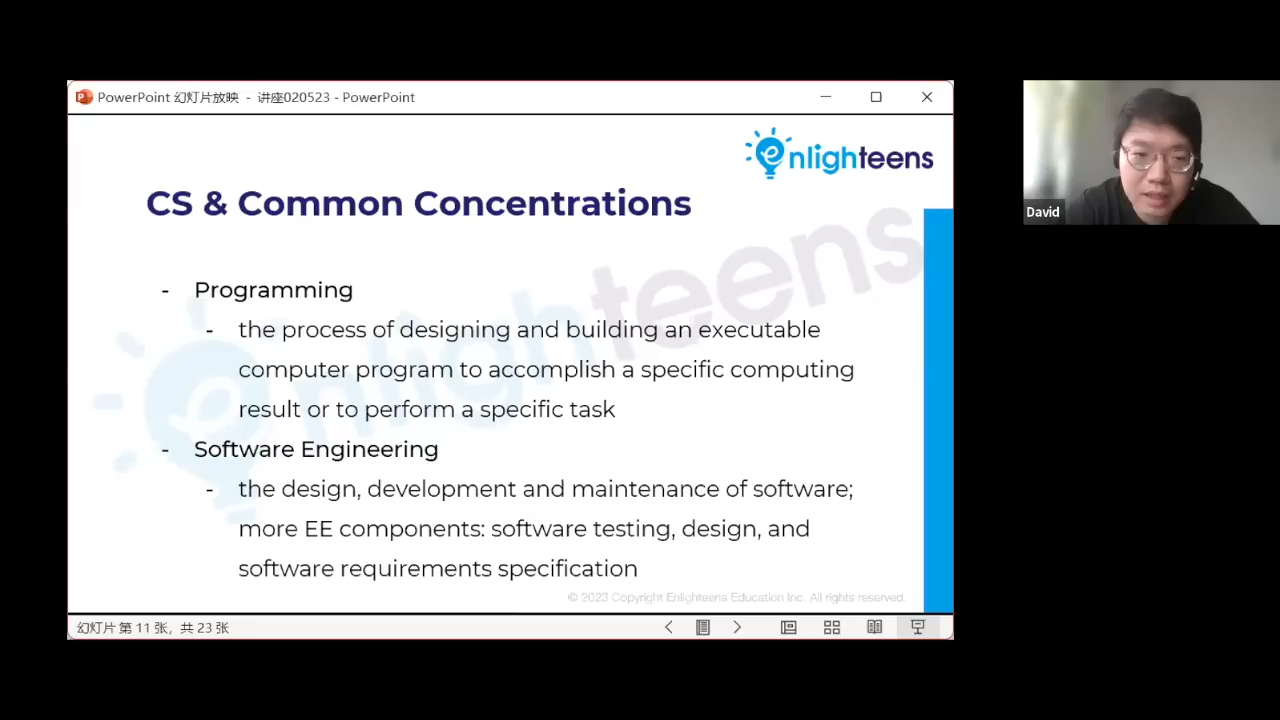 PowerPoint 幻灯片放映 - 讲座020523 - PowerPoint
enlighteens
CS & Common Concentrations
enlighteens
- Programming
- the process of designing and building an executable
computer program to accomplish a specific computing
result or to perform a specific task
- Software Engineering
- the design, development and maintenance of software;
more EE components: software testing, design, and
software requirements specification
© 2023 Copyright Enlighteens Education Inc. All rights reserved.
幻灯片 第 11 张，共 23 张
David